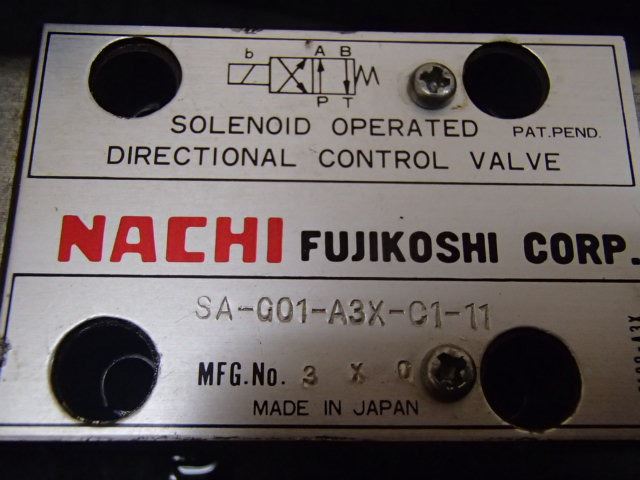 b A B
P T
SOLENOID OPERATED PAT.PEND.
DIRECTIONAL CONTROL VALVE
NACHI FUJIKOSHI CORP.
SA-G01-A3X-C1-11
MFG.No. 3 X 0
MADE IN JAPAN